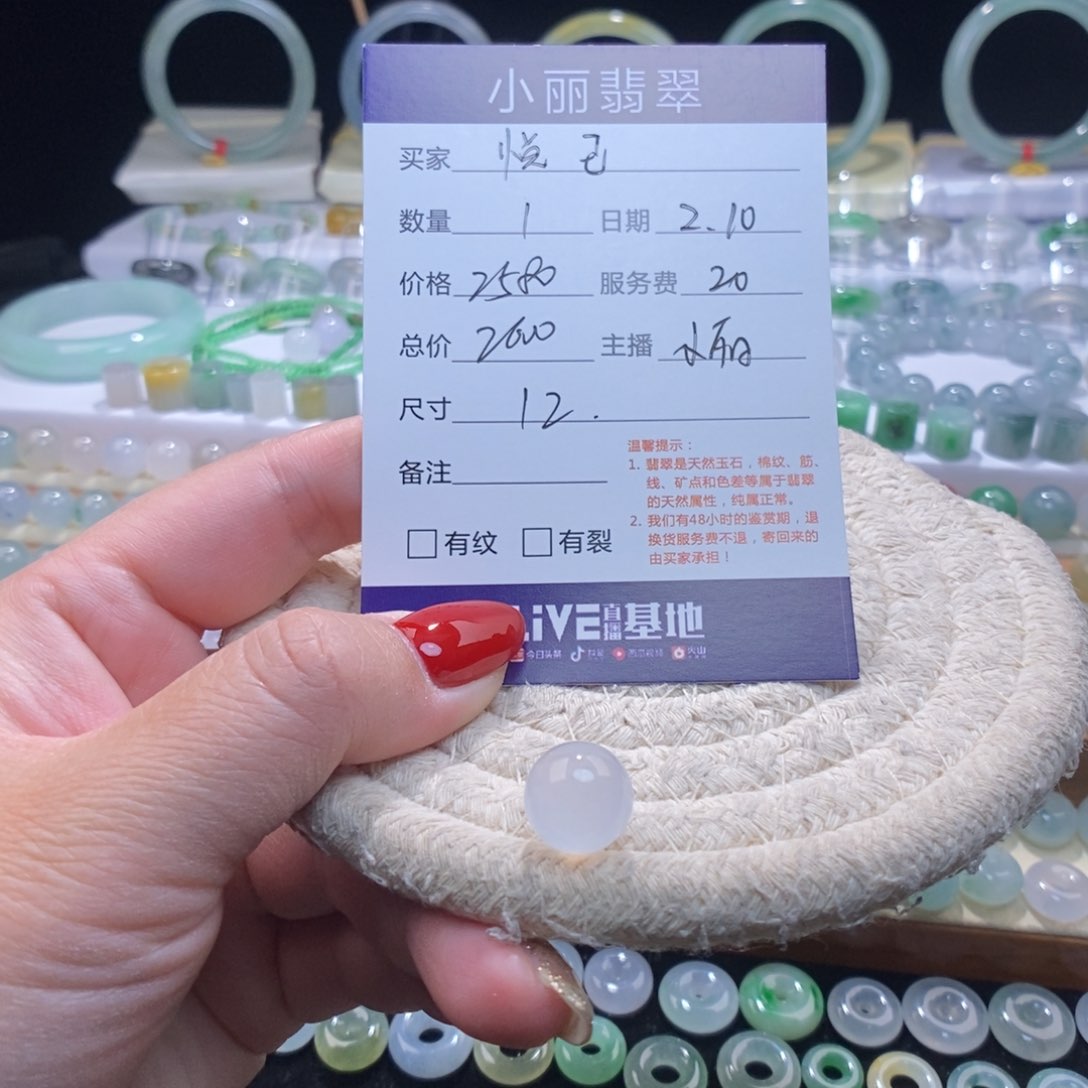 小丽翡翠
买家 悦己
数量 1 日期 2.10
价格 2580 服务费 20
总价 2600 主播 小丽
尺寸 12.
备注
温馨提示：
1. 翡翠是天然玉石，棉纹、筋、
线、矿点和色差等属于翡翠
的天然属性，纯属正常。
2. 我们有48小时的鉴赏期，退
换货服务费不退，寄回来的
由买家承担！
□有纹 □有裂
LiVE直播基地
今日头条 抖音 西瓜视频 火山